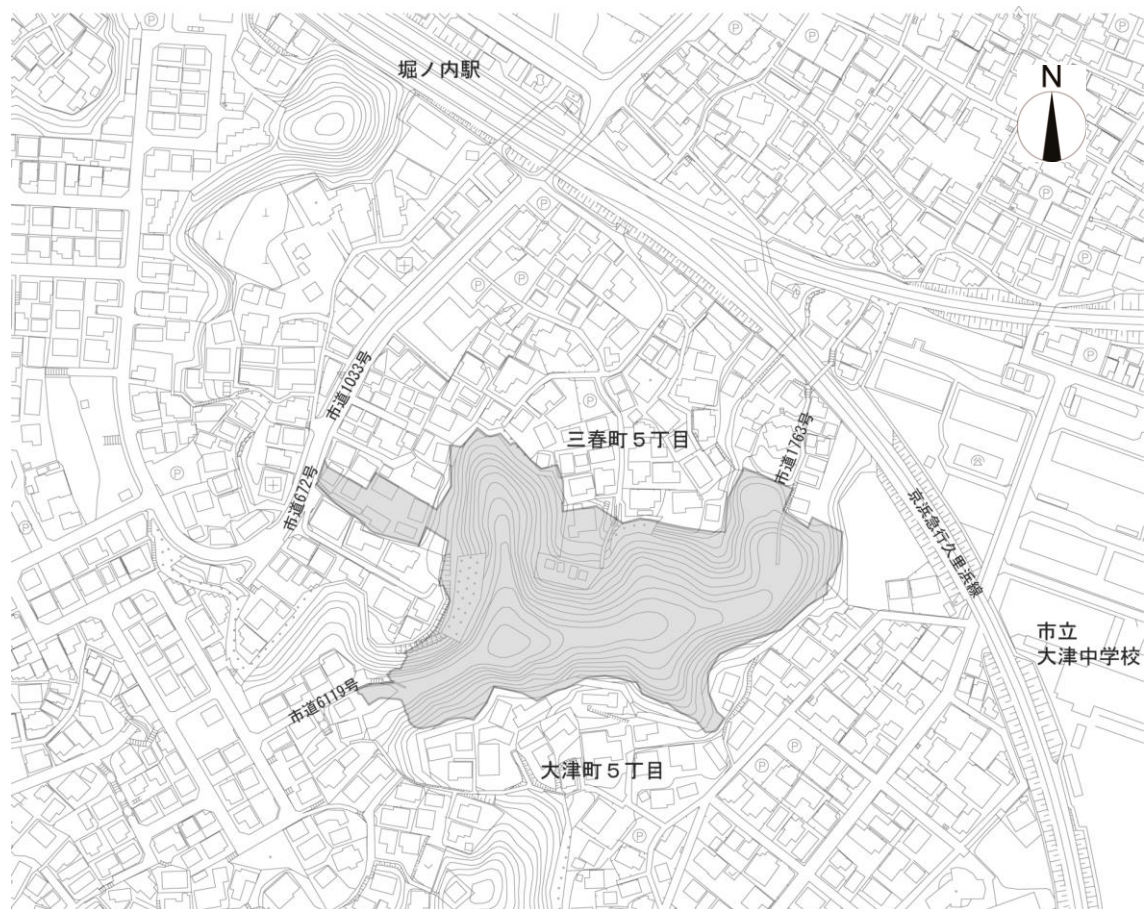 堀ノ内駅
N
市道1033号
三春町5丁目
市道1763号
市道672号
京浜急行久里浜線
市立
大津中学校
市道6119号
大津町5丁目
P
P
P
P
P
P
P
P
P
P
P
P
P